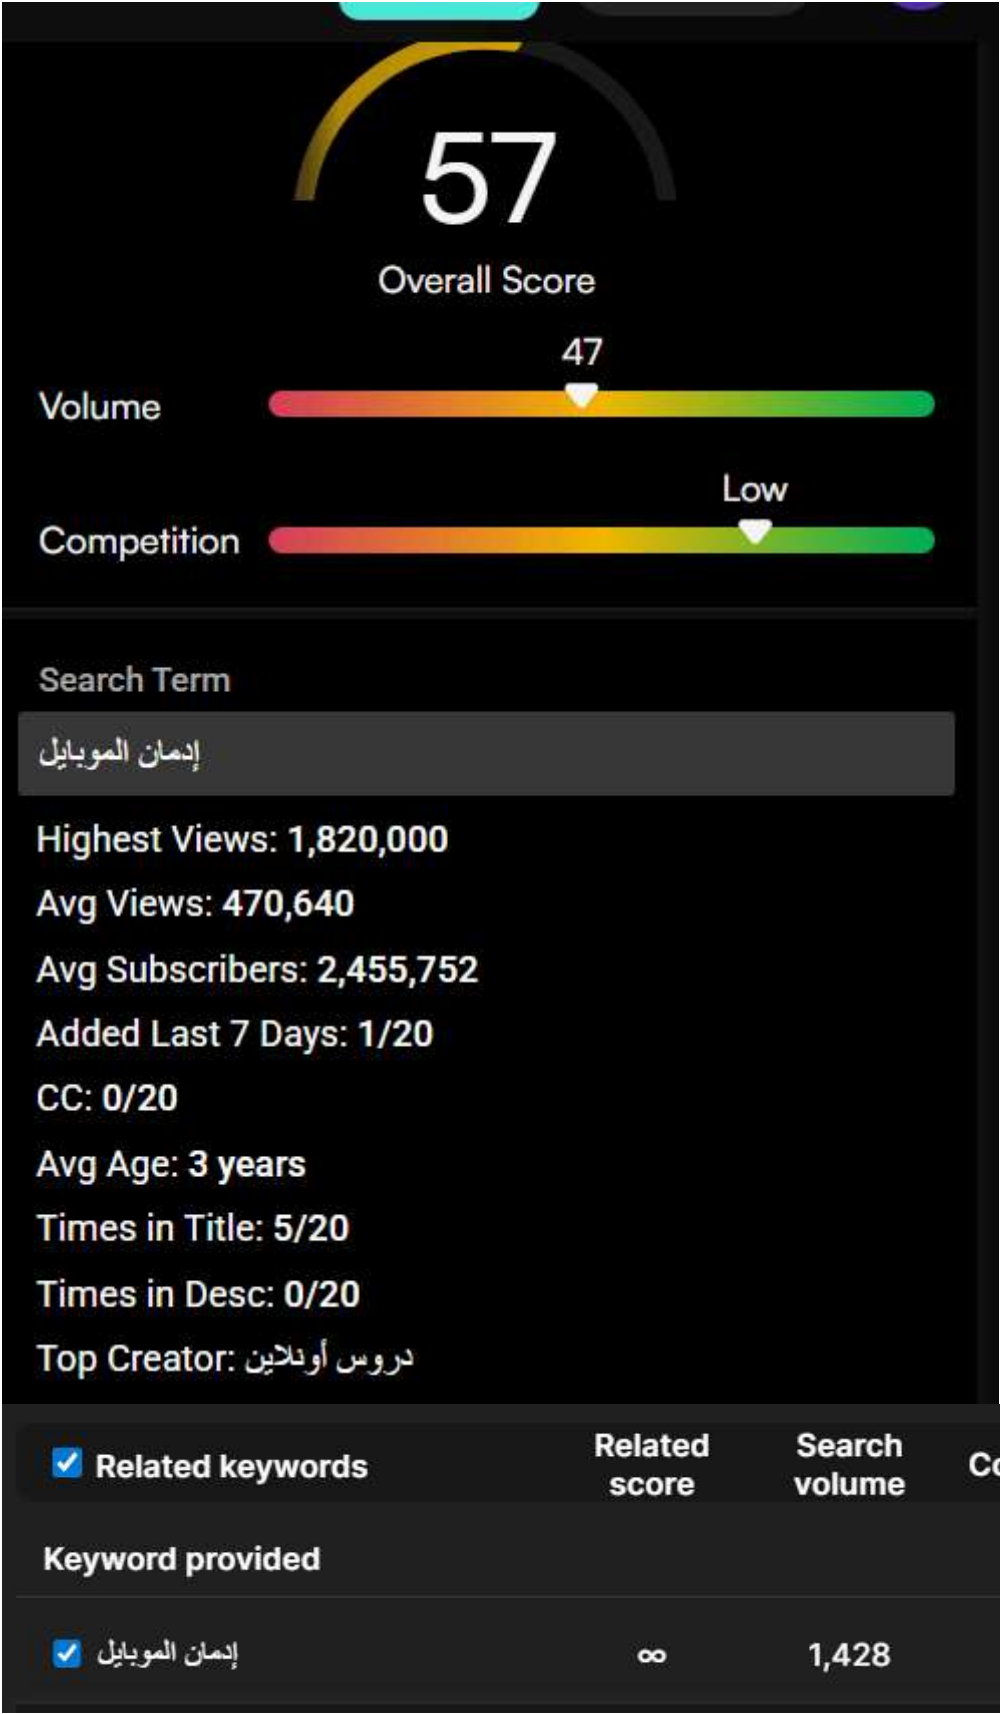 57
Overall Score
47
Volume
Low
Competition
Search Term
إدمان الموبايل
Highest Views: 1,820,000
Avg Views: 470,640
Avg Subscribers: 2,455,752
Added Last 7 Days: 1/20
CC: 0/20
Avg Age: 3 years
Times in Title: 5/20
Times in Desc: 0/20
Top Creator: دروس أونلاين
Related keywords Related score Search volume
Keyword provided
إدمان الموبايل ∞ 1,428